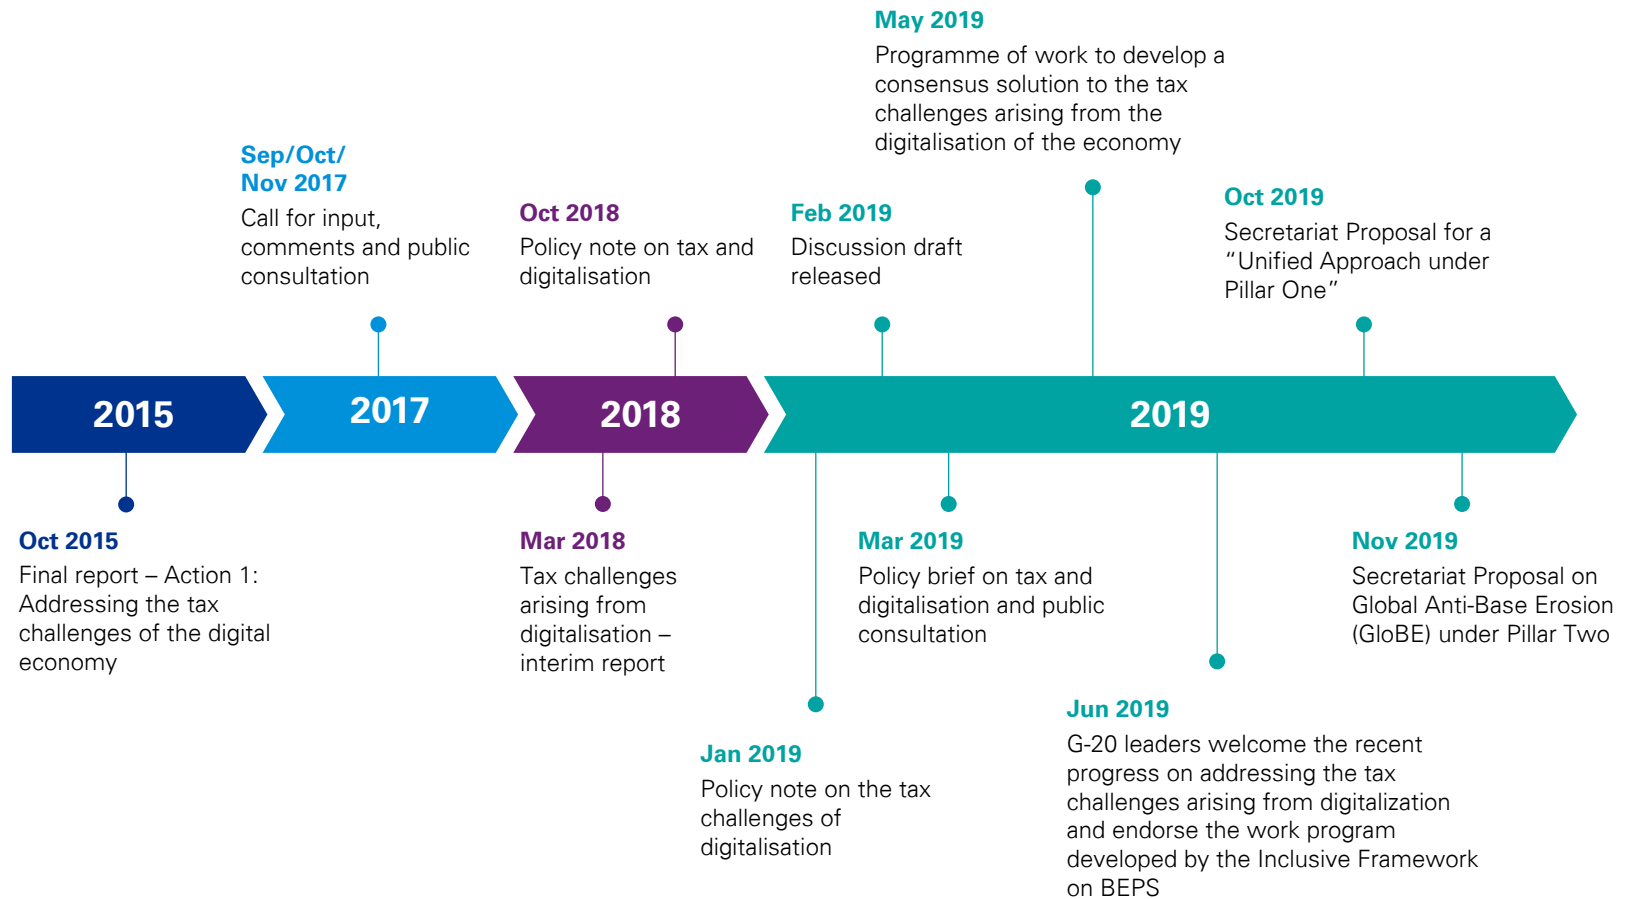 May 2019
Programme of work to develop a
consensus solution to the tax
challenges arising from the
digitalisation of the economy
Sep/Oct/
Nov 2017
Call for input,
comments and public
consultation
Oct 2018
Policy note on tax and
digitalisation
Feb 2019
Discussion draft
released
Oct 2019
Secretariat Proposal for a
“Unified Approach under
Pillar One”
2015
2017
2018
2019
Oct 2015
Final report – Action 1:
Addressing the tax
challenges of the digital
economy
Mar 2018
Tax challenges
arising from
digitalisation –
interim report
Jan 2019
Policy note on the tax
challenges of
digitalisation
Mar 2019
Policy brief on tax and
digitalisation and public
consultation
Jun 2019
G-20 leaders welcome the recent
progress on addressing the tax
challenges arising from digitalization
and endorse the work program
developed by the Inclusive Framework
on BEPS
Nov 2019
Secretariat Proposal on
Global Anti-Base Erosion
(GloBE) under Pillar Two